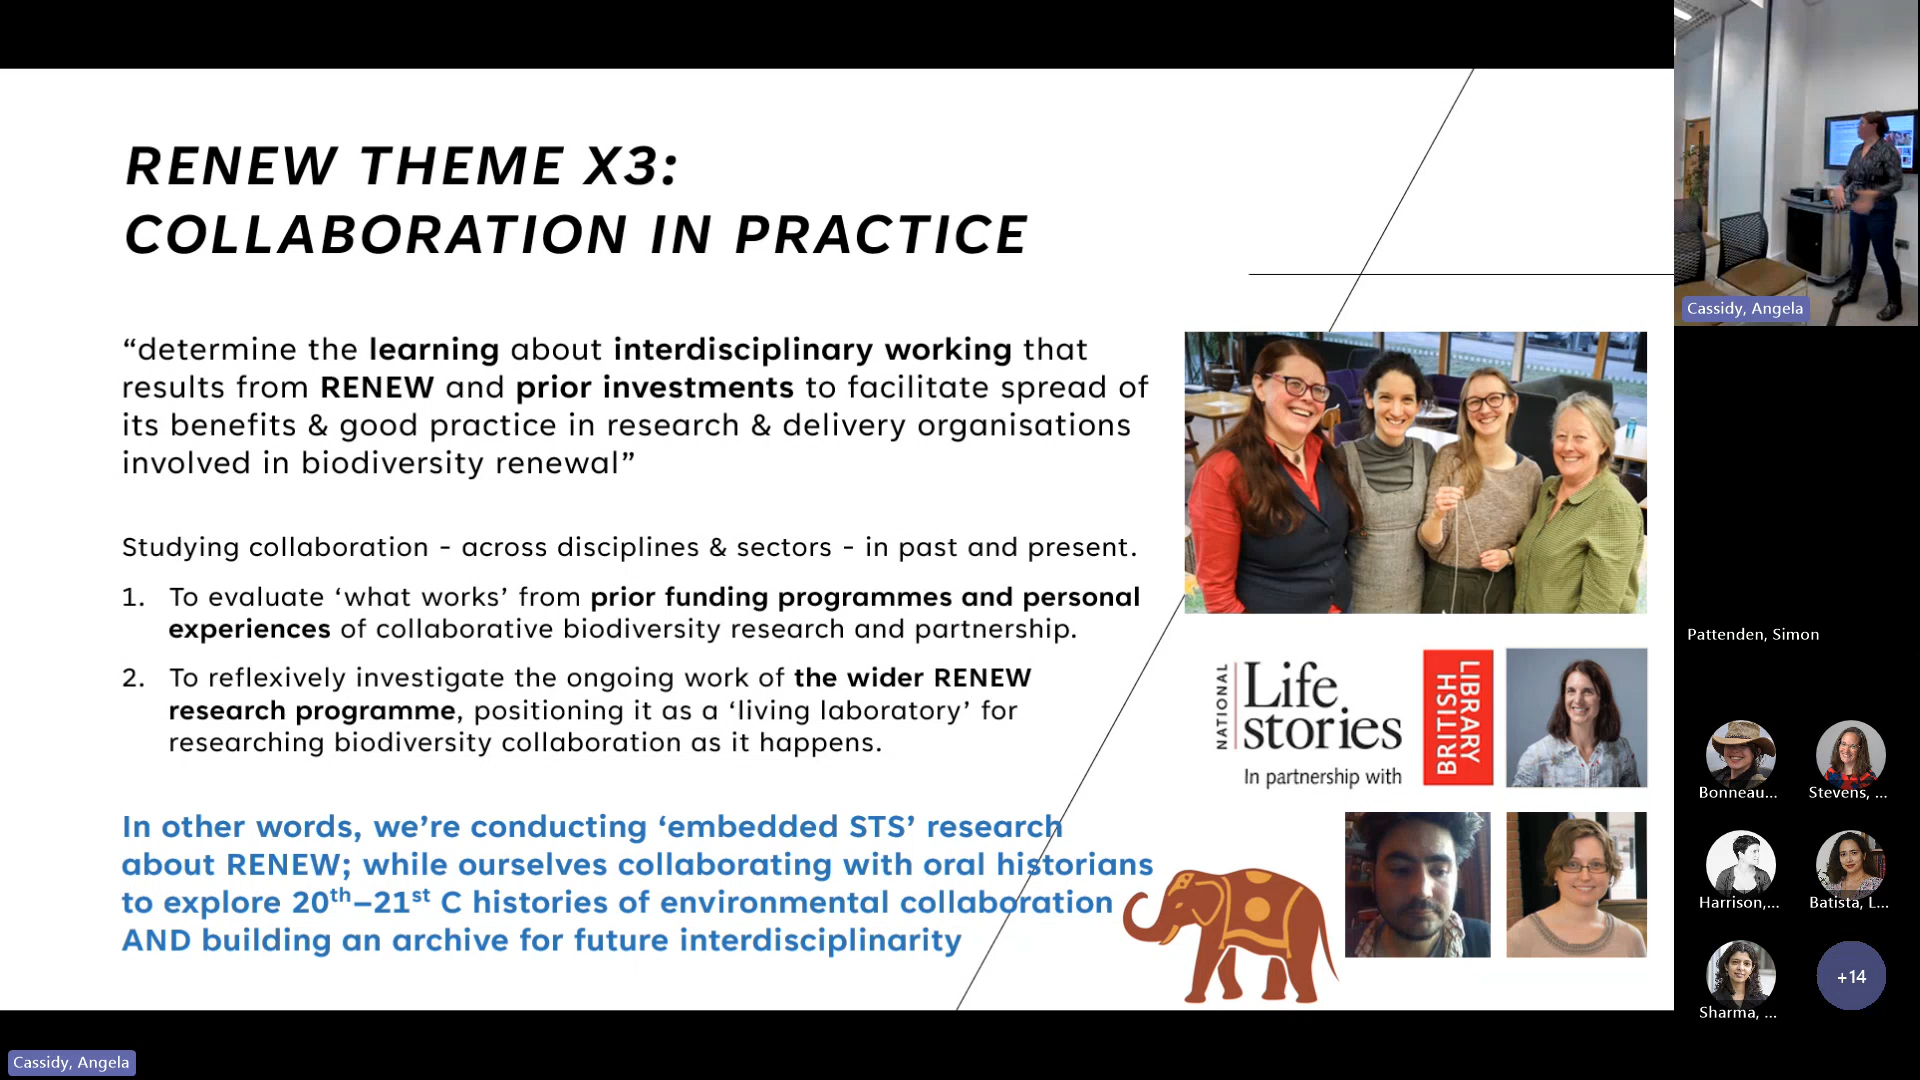 RENEW THEME X3:
COLLABORATION IN PRACTICE
“determine the learning about interdisciplinary working that
results from RENEW and prior investments to facilitate spread of
its benefits & good practice in research & delivery organisations
involved in biodiversity renewal”
Studying collaboration - across disciplines & sectors - in past and present.
1. To evaluate ‘what works’ from prior funding programmes and personal
experiences of collaborative biodiversity research and partnership.
2. To reflexively investigate the ongoing work of the wider RENEW
research programme, positioning it as a ‘living laboratory’ for
researching biodiversity collaboration as it happens.
In other words, we’re conducting ‘embedded STS’ research
about RENEW; while ourselves collaborating with oral historians
to explore 20th–21st C histories of environmental collaboration
AND building an archive for future interdisciplinarity
NATIONAL
Life
stories
In partnership with
BRITISH
LIBRARY
Cassidy, Angela
Pattenden, Simon
Bonneau...
Stevens, ...
Harrison,...
Batista, L...
Sharma, ...
+14
Cassidy, Angela